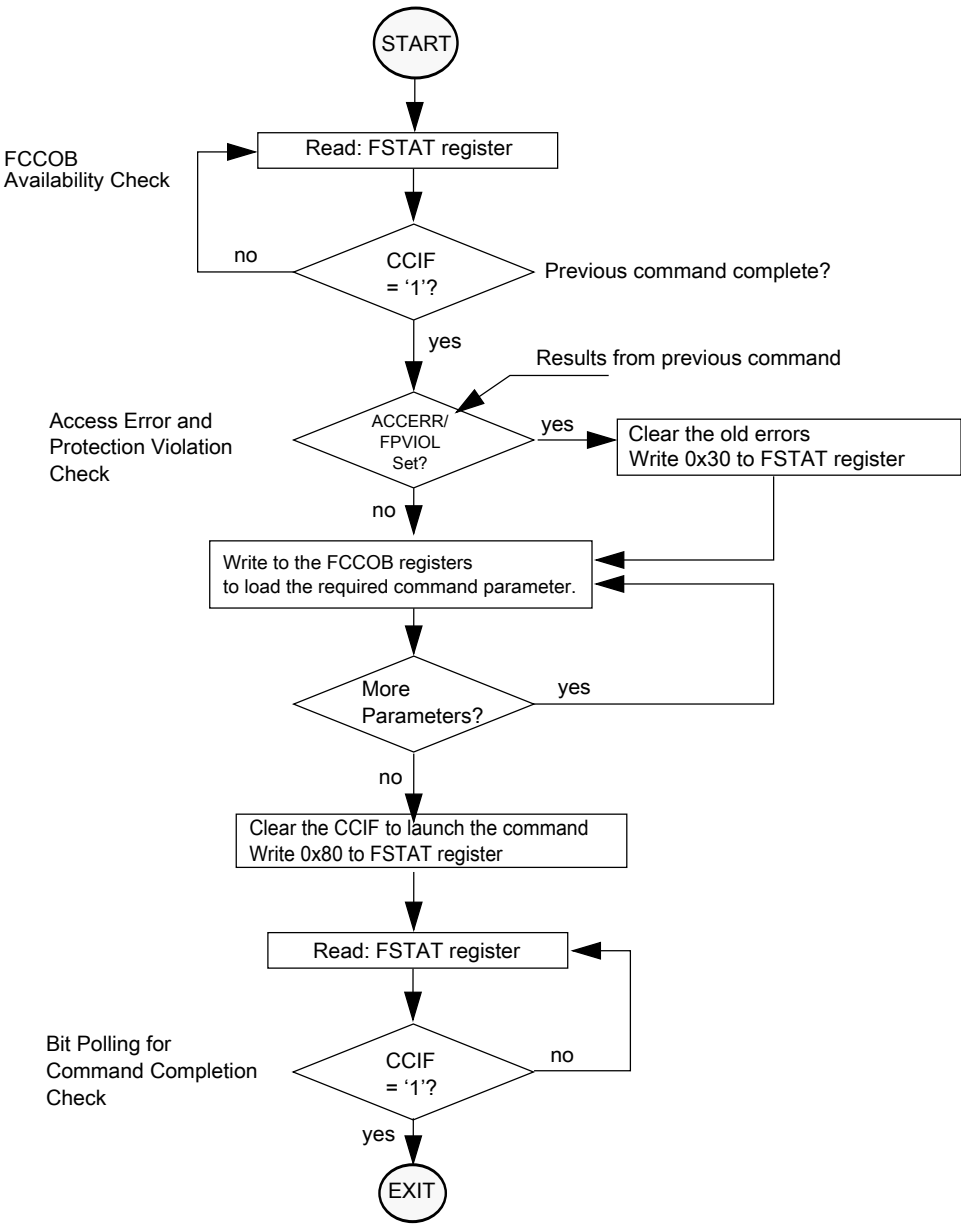 START
Read: FSTAT register
FCCOB
Availability Check
no
CCIF
= ‘1’?
Previous command complete?
yes
Results from previous command
Access Error and
Protection Violation
Check
ACCERR/
FPVIOL
Set?
yes
Clear the old errors
Write 0x30 to FSTAT register
no
Write to the FCCOB registers
to load the required command parameter.
More
Parameters?
yes
no
Clear the CCIF to launch the command
Write 0x80 to FSTAT register
Read: FSTAT register
Bit Polling for
Command Completion
Check
CCIF
= ‘1’?
no
yes
EXIT